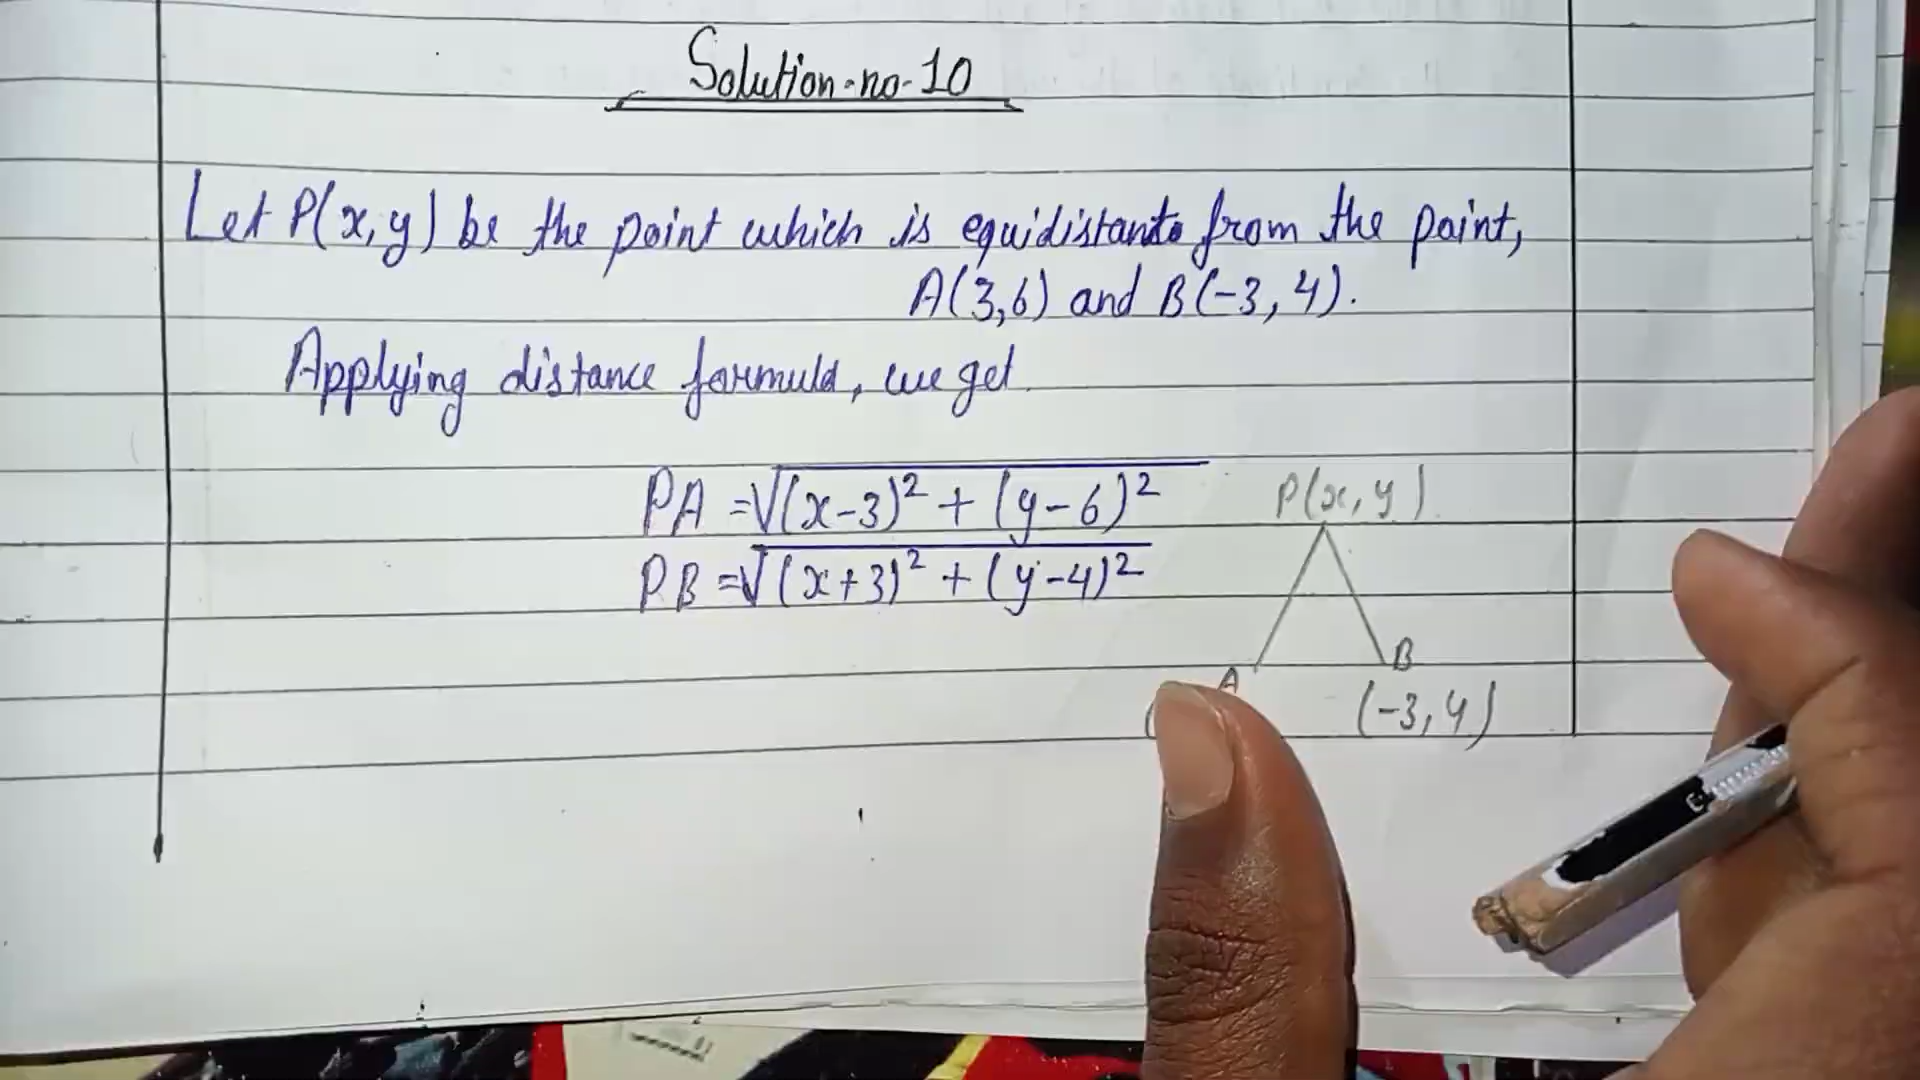 Solution-no-10
Let P(x,y) be the point which is equidistant from the point,
A(3,6) and B(-3, 4).
Applying distance formula, we get
PA = √(x-3)² + (y-6)²
PB = √(x+3)² + (y-4)²
P(x, y)
A
B
(-3, 4)